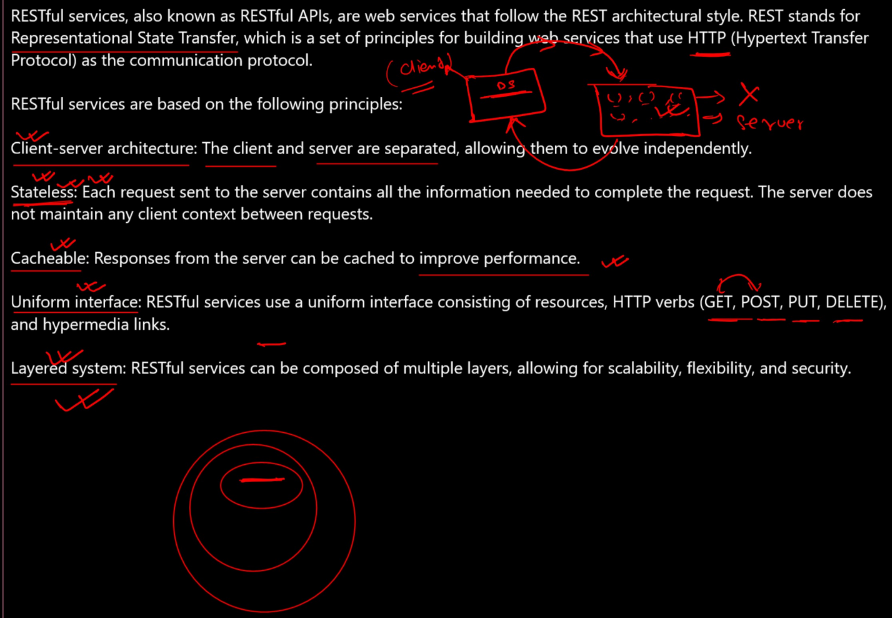 RESTful services, also known as RESTful APIs, are web services that follow the REST architectural style. REST stands for
Representational State Transfer, which is a set of principles for building web services that use HTTP (Hypertext Transfer
Protocol) as the communication protocol.
(Client)
RESTful services are based on the following principles:
X
Server
Client-server architecture: The client and server are separated, allowing them to evolve independently.
Stateless: Each request sent to the server contains all the information needed to complete the request. The server does
not maintain any client context between requests.
Cacheable: Responses from the server can be cached to improve performance.
Uniform interface: RESTful services use a uniform interface consisting of resources, HTTP verbs (GET, POST, PUT, DELETE),
and hypermedia links.
Layered system: RESTful services can be composed of multiple layers, allowing for scalability, flexibility, and security.